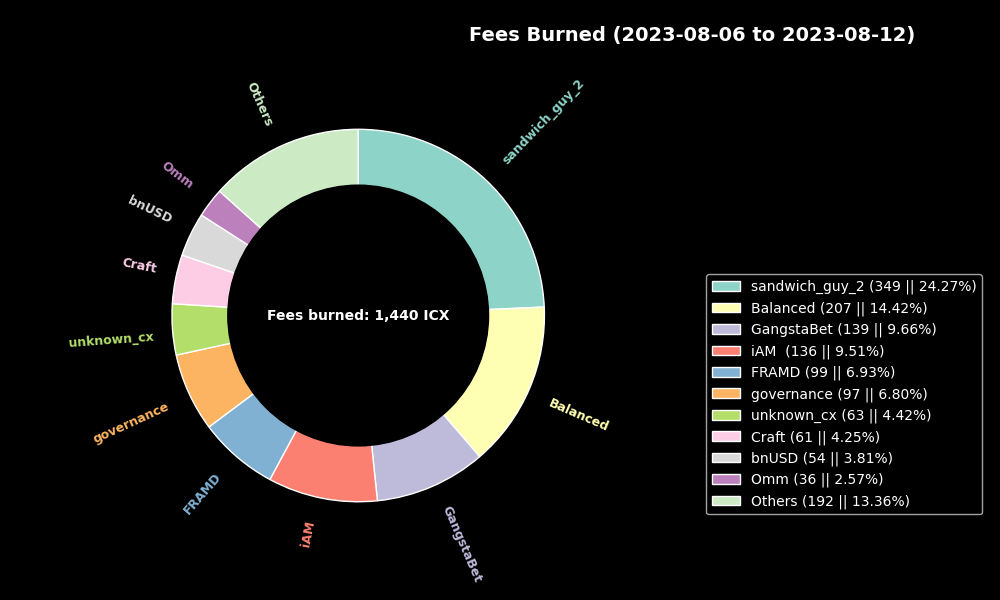 Fees Burned (2023-08-06 to 2023-08-12)
sandwich_guy_2
Others
Omm
bnUSD
Craft
unknown_cx
governance
FRAMD
iAM
GangstaBet
Balanced
Fees burned: 1,440 ICX
sandwich_guy_2 (349 || 24.27%)
Balanced (207 || 14.42%)
GangstaBet (139 || 9.66%)
iAM  (136 || 9.51%)
FRAMD (99 || 6.93%)
governance (97 || 6.80%)
unknown_cx (63 || 4.42%)
Craft (61 || 4.25%)
bnUSD (54 || 3.81%)
Omm (36 || 2.57%)
Others (192 || 13.36%)